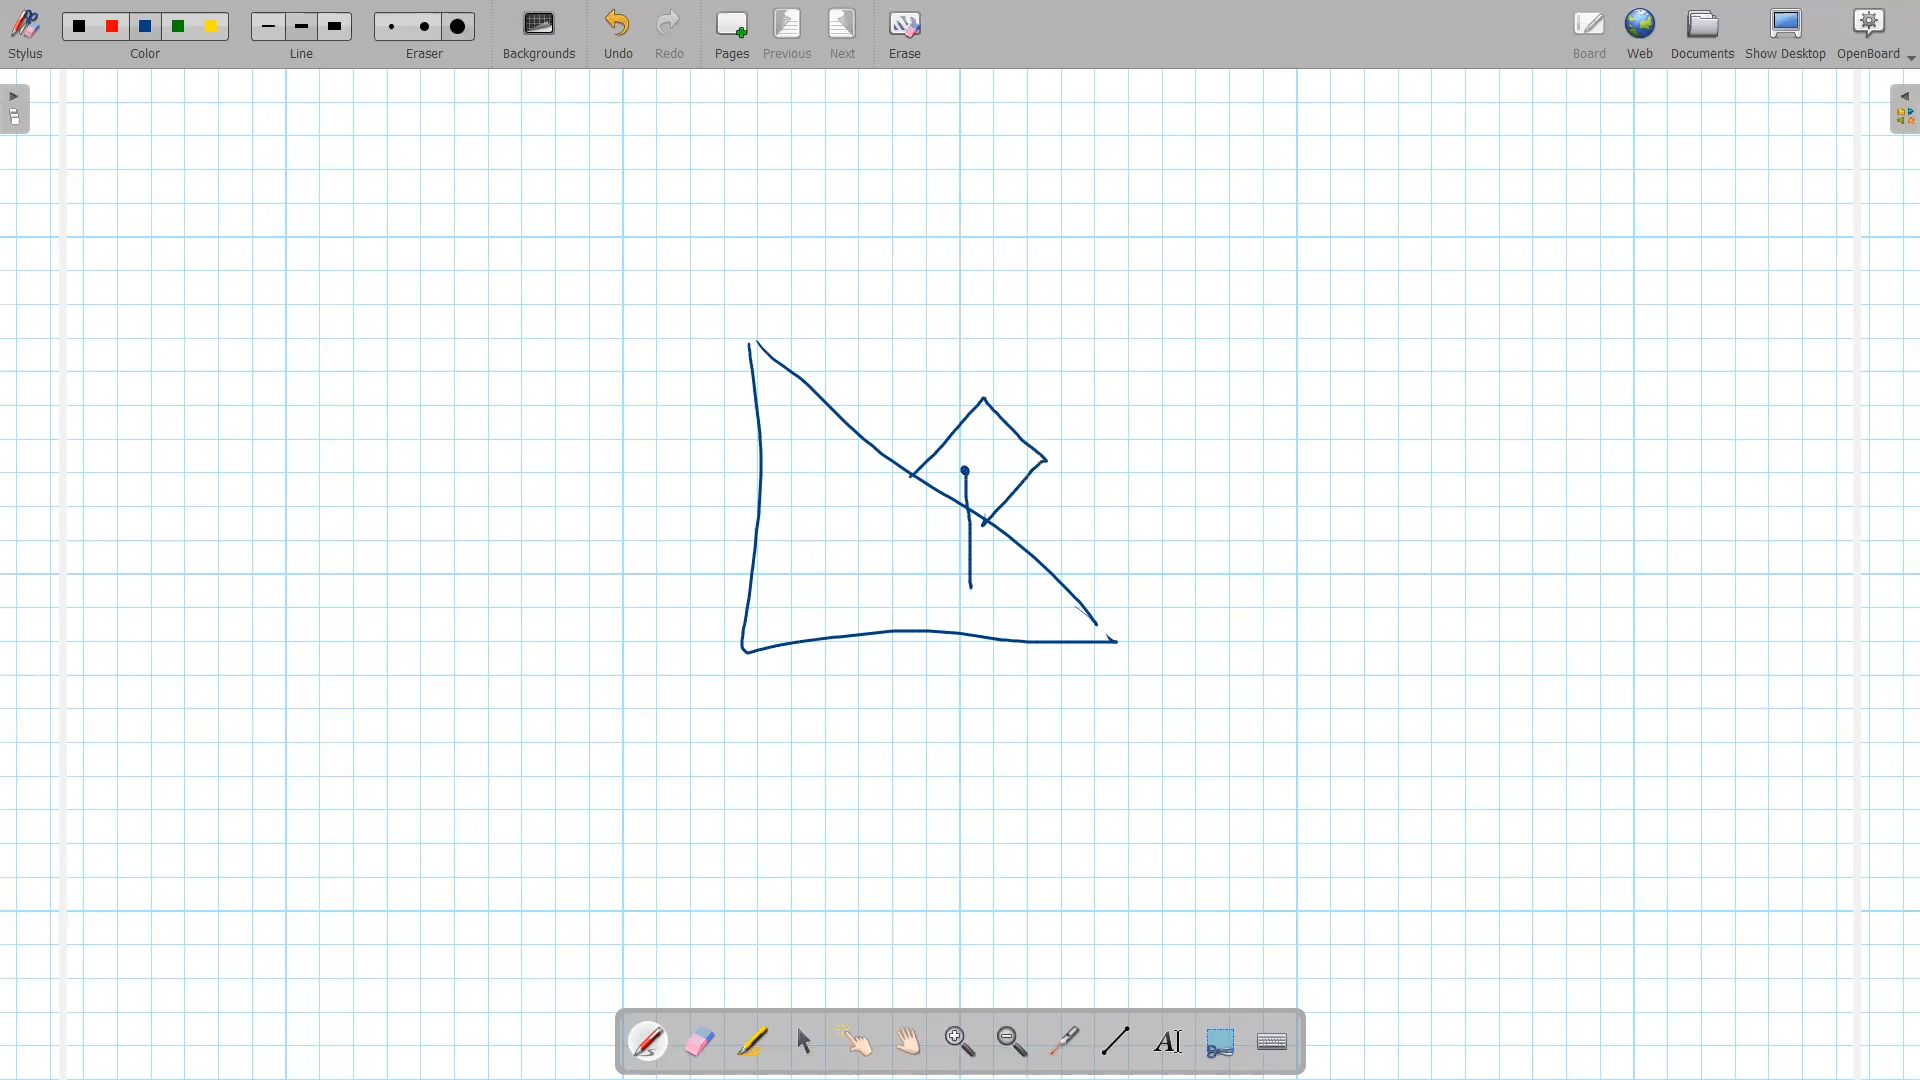 Stylus
Color
Line
Eraser
Backgrounds
Undo
Redo
Pages
Previous
Next
Erase
Board
Web
Documents
Show Desktop
OpenBoard